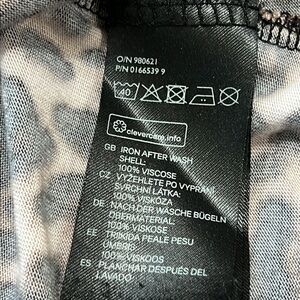 O/N 980621
P/N 0166539 9
40
clevercare.info
GB IRON AFTER WASH
SHELL:
100% VISCOSE
CZ VYŽEHLETE PO VYPRÁNÍ
SVRCHNÍ LÁTKA:
100% VISKÓZA
DE NACH DER WÄSCHE BÜGELN
OBERMATERIAL:
100% VISKOSE
EE TRIIKIDA PEALE PESU
ÜMBRIS:
100% VISKOOS
ES PLANCHAR DESPUÉS DEL
LAVADO